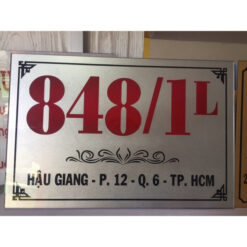 848/1L
HẬU GIANG - P. 12 - Q. 6 - TP. HCM